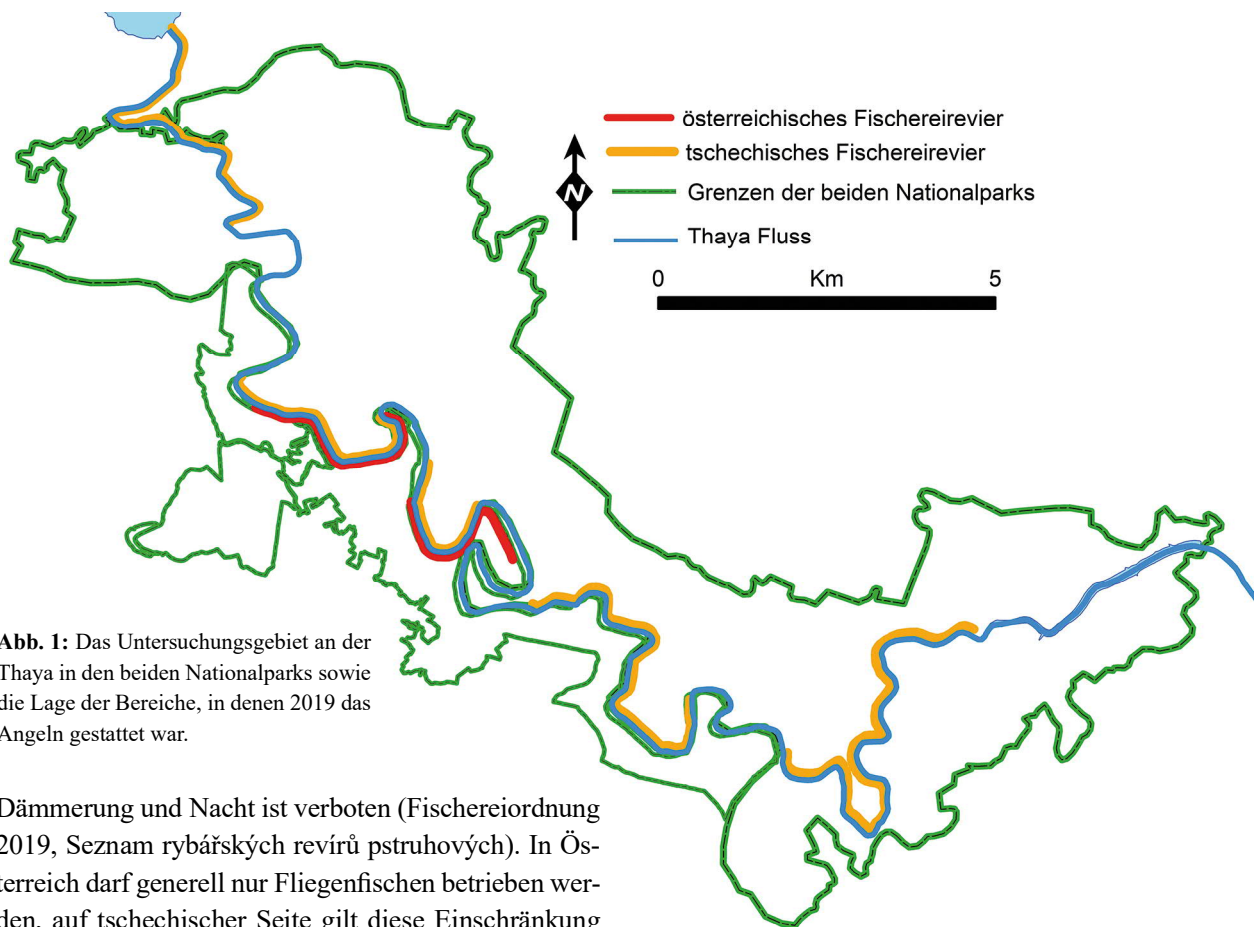 österreichisches Fischereirevier
tschechisches Fischereirevier
N
Grenzen der beiden Nationalparks
Thaya Fluss
0 Km 5
Abb. 1: Das Untersuchungsgebiet an der
Thaya in den beiden Nationalparks sowie
die Lage der Bereiche, in denen 2019 das
Angeln gestattet war.
Dämmerung und Nacht ist verboten (Fischereiordnung
2019, Seznam rybářských revírů pstruhových). In Ös-
terreich darf generell nur Fliegenfischen betrieben wer-
den, auf tschechischer Seite gilt diese Einschränkung